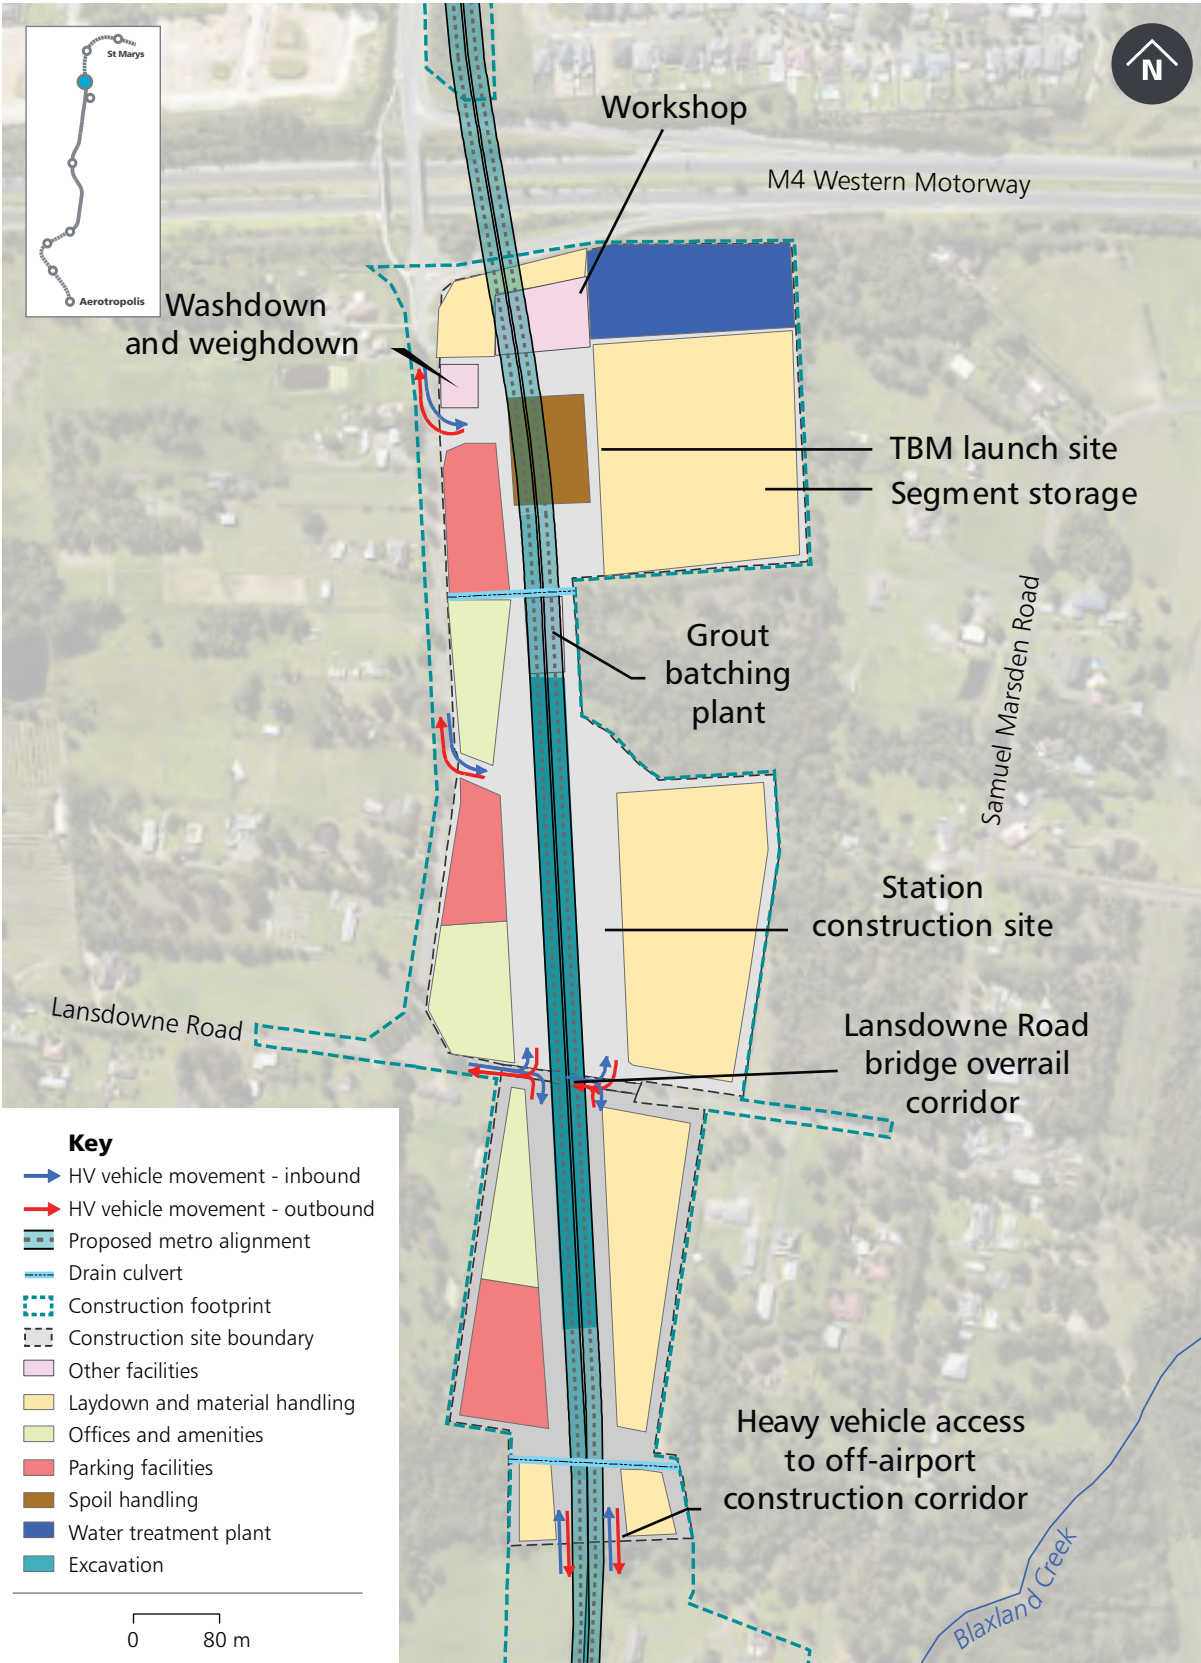 St Marys
Aerotropolis
N
Workshop
M4 Western Motorway
Washdown
and weighdown
TBM launch site
Segment storage
Samuel Marsden Road
Grout
batching
plant
Station
construction site
Lansdowne Road
Lansdowne Road
bridge overrail
corridor
Key
HV vehicle movement - inbound
HV vehicle movement - outbound
Proposed metro alignment
Drain culvert
Construction footprint
Construction site boundary
Other facilities
Laydown and material handling
Offices and amenities
Parking facilities
Spoil handling
Water treatment plant
Excavation
0 80 m
Heavy vehicle access
to off-airport
construction corridor
Blaxland Creek